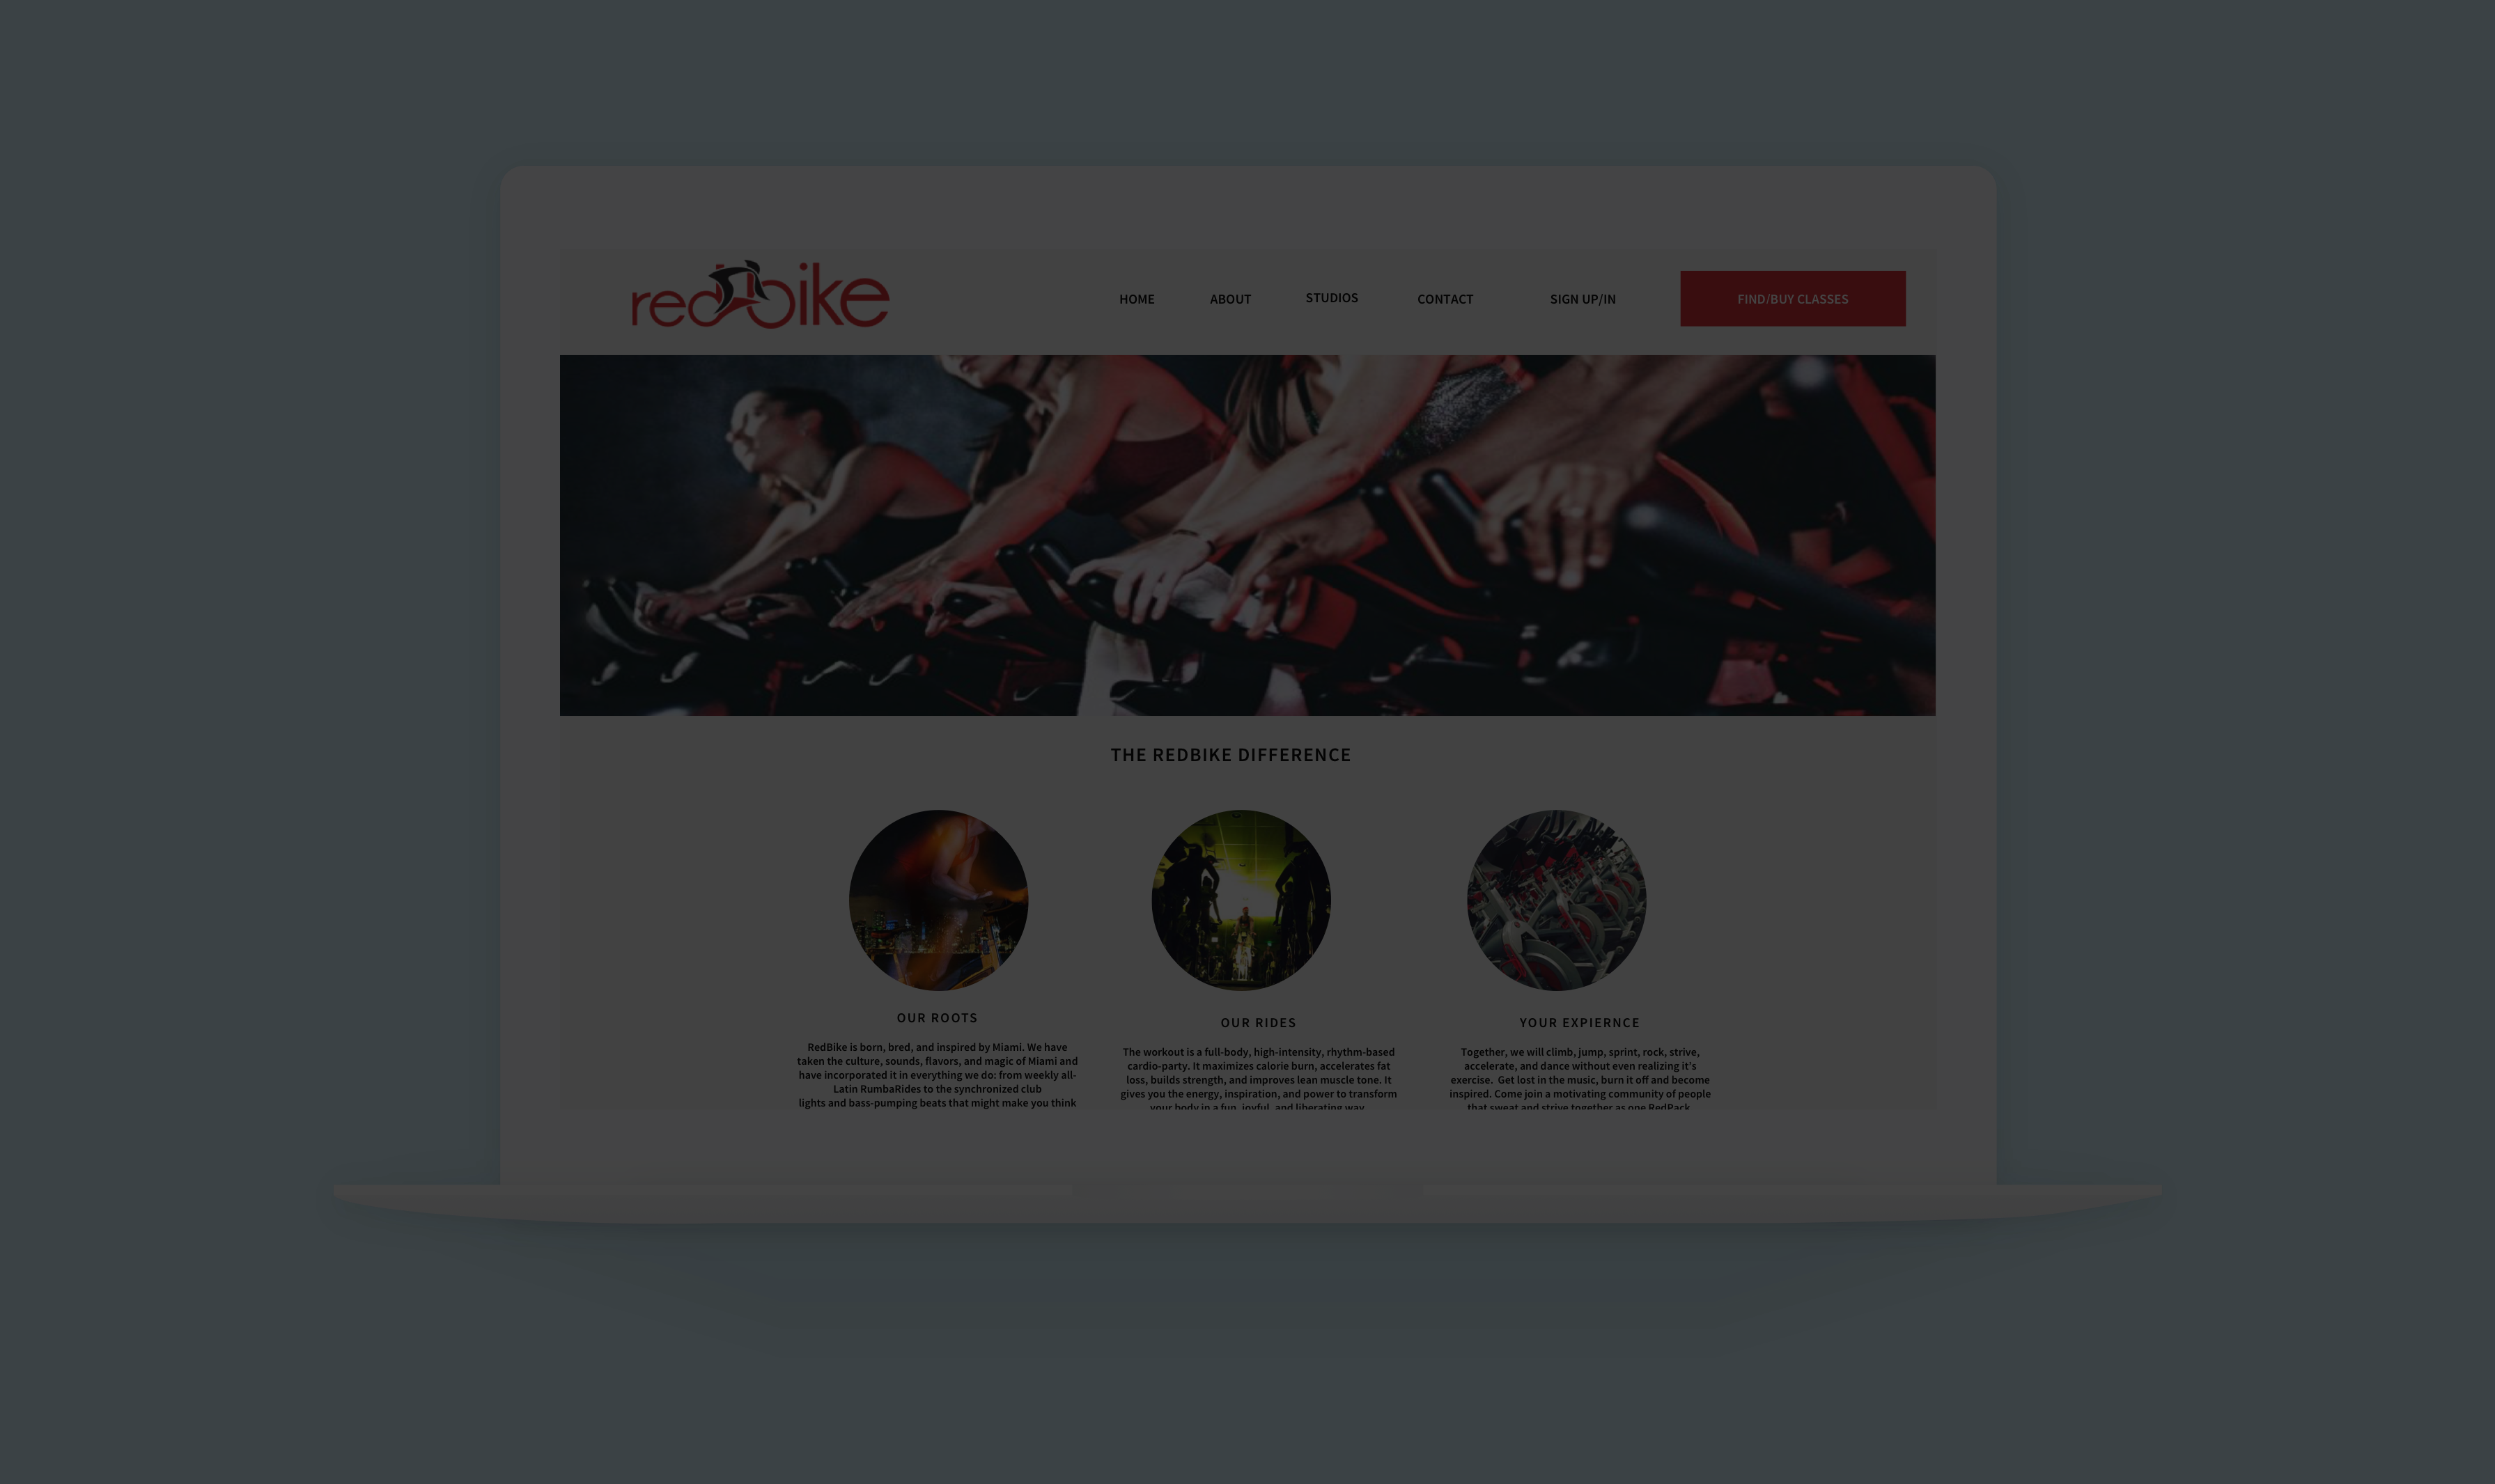 redbike
HOME ABOUT STUDIOS CONTACT SIGN UP/IN FIND/BUY CLASSES
THE REDBIKE DIFFERENCE
OUR ROOTS
RedBike is born, bred, and inspired by Miami. We have
taken the culture, sounds, flavors, and magic of Miami and
have incorporated it in everything we do: from weekly all-
Latin RumbaRides to the synchronized club
lights and bass-pumping beats that might make you think
OUR RIDES
The workout is a full-body, high-intensity, rhythm-based
cardio-party. It maximizes calorie burn, accelerates fat
loss, builds strength, and improves lean muscle tone. It
gives you the energy, inspiration, and power to transform
your body in a fun, joyful, and liberating way
YOUR EXPIERNCE
Together, we will climb, jump, sprint, rock, strive,
accelerate, and dance without even realizing it's
exercise. Get lost in the music, burn it off and become
inspired. Come join a motivating community of people
that sweat and strive together as one RedPack